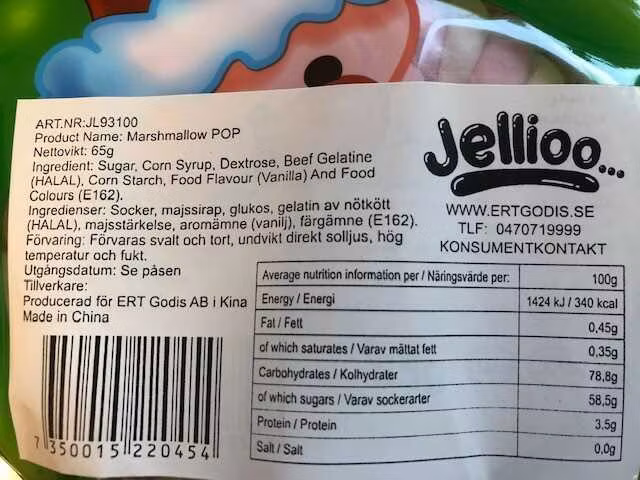 ART.NR:JL93100
Product Name: Marshmallow POP
Nettovikt: 65g
Ingredient: Sugar, Corn Syrup, Dextrose, Beef Gelatine
(HALAL), Corn Starch, Food Flavour (Vanilla) And Food
Colours (E162).
Ingredienser: Socker, majssirap, glukos, gelatin av nötkött
(HALAL), majsstärkelse, aromämne (vanilj), färgämne (E162).
Förvaring: Förvaras svalt och tort, undvikt direkt solljus, hög
temperatur och fukt.
Utgångsdatum: Se påsen
Tillverkare:
Producerad för ERT Godis AB i Kina
Made in China
7 350015 220454
Jellioo...
WWW.ERTGODIS.SE
TLF: 0470719999
KONSUMENTKONTAKT
Average nutrition information per / Näringsvärde per: 100g
Energy / Energi 1424 kJ / 340 kcal
Fat / Fett 0,45g
of which saturates / Varav mättat fett 0,35g
Carbohydrates / Kolhydrater 78,8g
of which sugars / Varav sockerarter 58,5g
Protein / Protein 3.5g
Salt / Salt 0,0g